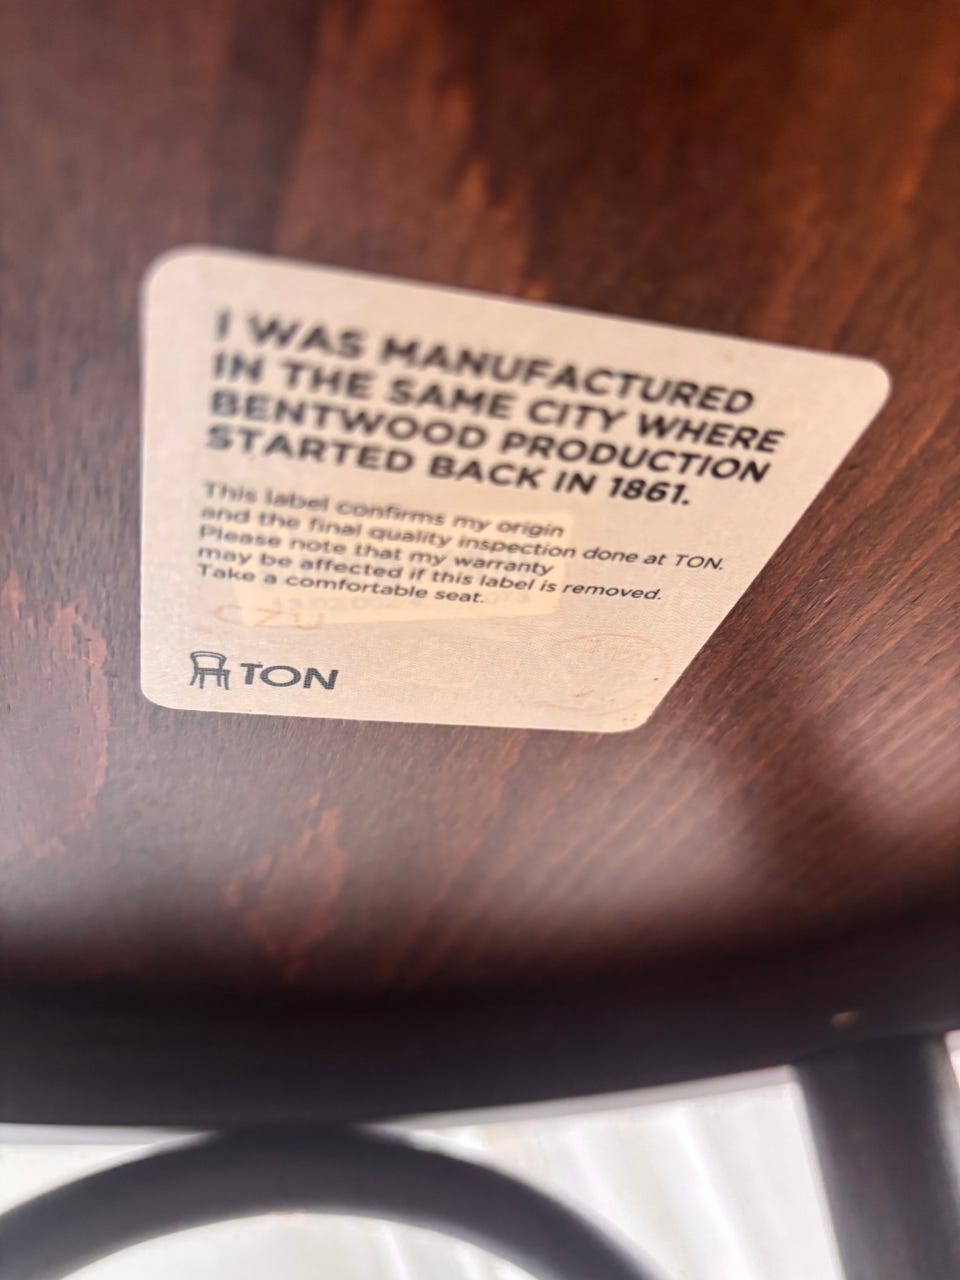 I WAS MANUFACTURED
IN THE SAME CITY WHERE
BENTWOOD PRODUCTION
STARTED BACK IN 1861.
This label confirms my origin
and the final quality inspection done at TON.
Please note that my warranty
may be affected if this label is removed.
Take a comfortable seat.
CZU
TON